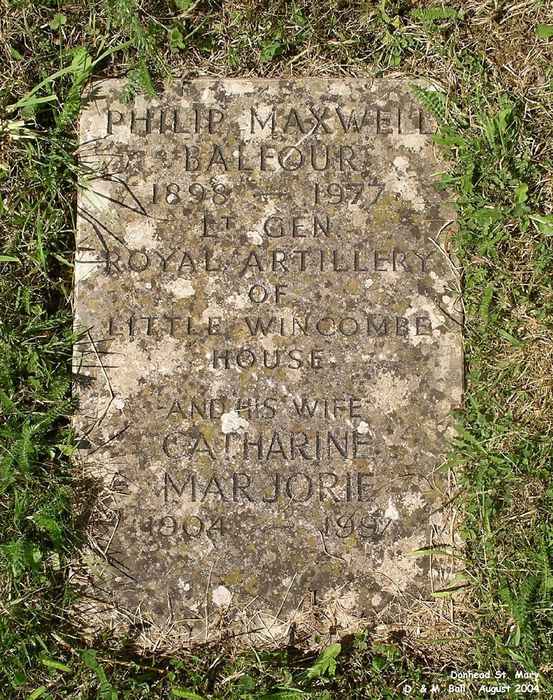 PHILIP MAXWELL
BALFOUR
1898 — 1977
LT GEN
ROYAL ARTILLERY
OF
LITTLE WINCOMBE
HOUSE
AND HIS WIFE
CATHARINE
MARJORIE
1904 —
Donhead St. Mary
D. & M. Ball August 2004